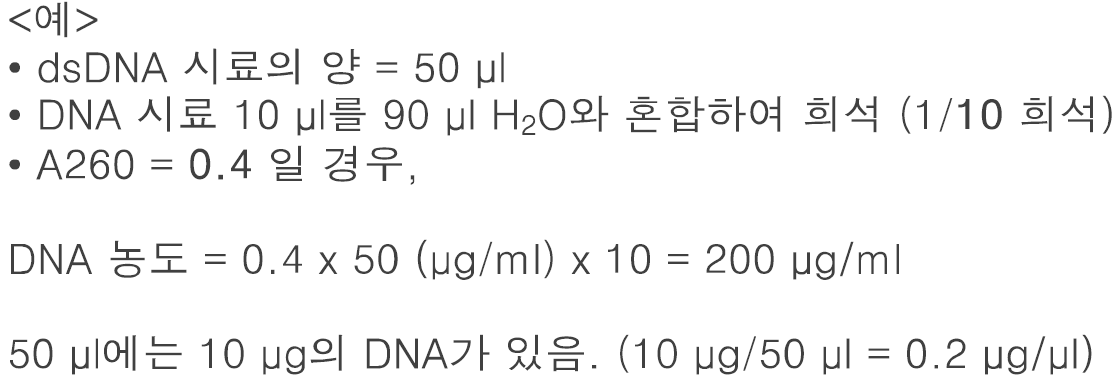 <예>
• dsDNA 시료의 양 = 50 μl
• DNA 시료 10 μl를 90 μl H₂O와 혼합하여 희석 (1/10 희석)
• A260 = 0.4 일 경우,
DNA 농도 = 0.4 x 50 (μg/ml) x 10 = 200 μg/ml
50 μl에는 10 μg의 DNA가 있음. (10 μg/50 μl = 0.2 μg/μl)